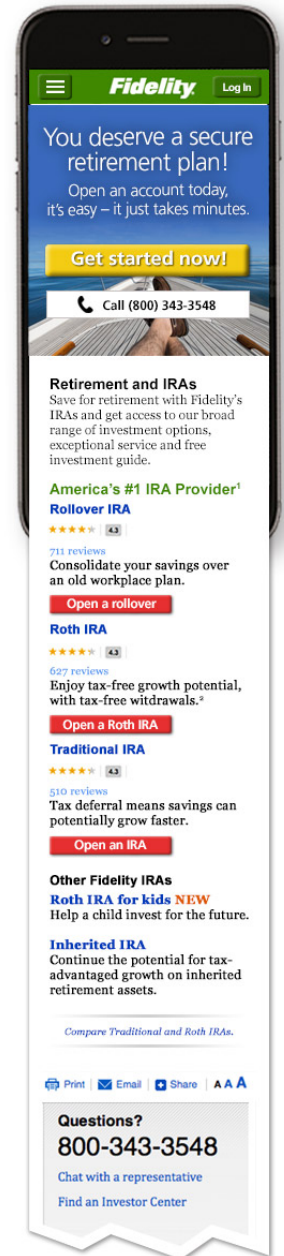 Fidelity
Log In
You deserve a secure
retirement plan!
Open an account today,
it's easy – it just takes minutes.
Get started now!
Call (800) 343-3548
Retirement and IRAs
Save for retirement with Fidelity's
IRAs and get access to our broad
range of investment options,
exceptional service and free
investment guide.
America's #1 IRA Provider¹
Rollover IRA
4.3
711 reviews
Consolidate your savings over
an old workplace plan.
Open a rollover
Roth IRA
4.3
627 reviews
Enjoy tax-free growth potential,
with tax-free witdrawals.²
Open a Roth IRA
Traditional IRA
4.3
510 reviews
Tax deferral means savings can
potentially grow faster.
Open an IRA
Other Fidelity IRAs
Roth IRA for kids NEW
Help a child invest for the future.
Inherited IRA
Continue the potential for tax-
advantaged growth on inherited
retirement assets.
Compare Traditional and Roth IRAs.
Print Email Share A A A
Questions?
800-343-3548
Chat with a representative
Find an Investor Center